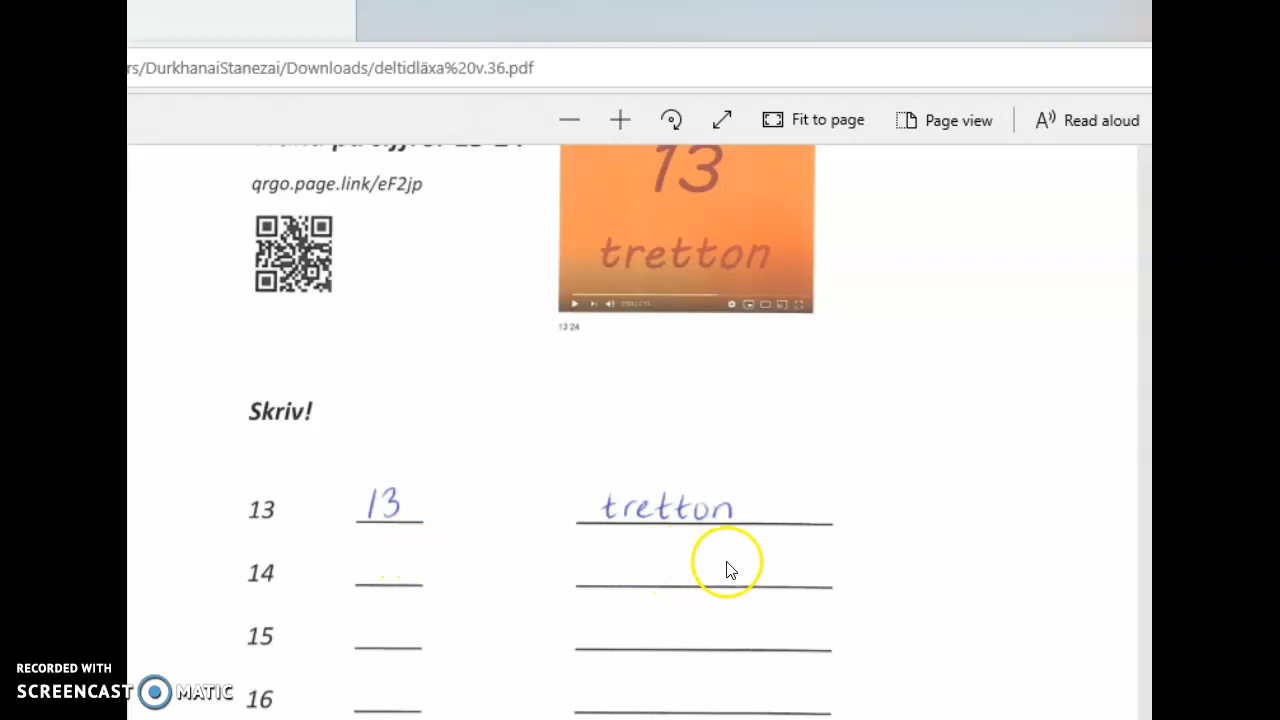 rs/DurkhanaiStanezai/Downloads/deltidläxa%20v.36.pdf
Fit to page
Page view
Read aloud
qrgo.page.link/eF2jp
13
tretton
13 24
Skriv!
13 13 tretton
14
15
16
RECORDED WITH
SCREENCAST MATIC